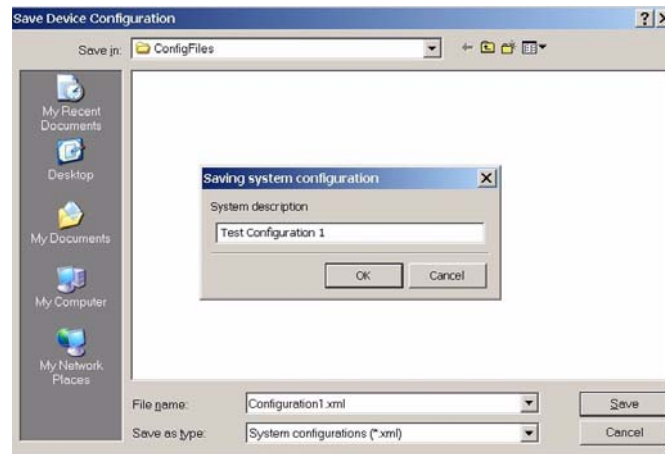 Save Device Configuration
Save in:
ConfigFiles
My Recent
Documents
Desktop
My Documents
My Computer
My Network
Places
Saving system configuration
System description
Test Configuration 1
OK
Cancel
File name:
Configuration1.xml
Save
Save as type:
System configurations (*.xml)
Cancel